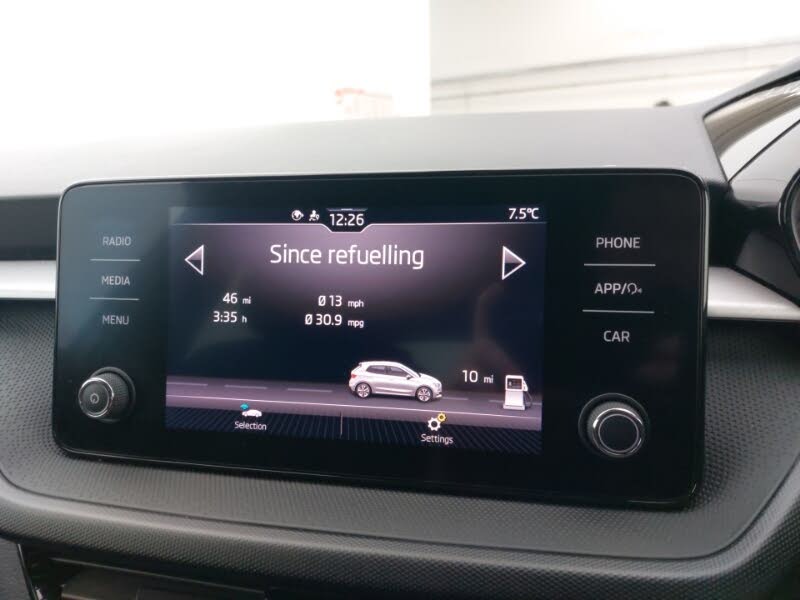 12:26
7.5°C
Since refuelling
46 mi
Ø 13 mph
3:35 h
Ø 30.9 mpg
10 mi
Selection
Settings
RADIO
MEDIA
MENU
PHONE
APP/
CAR